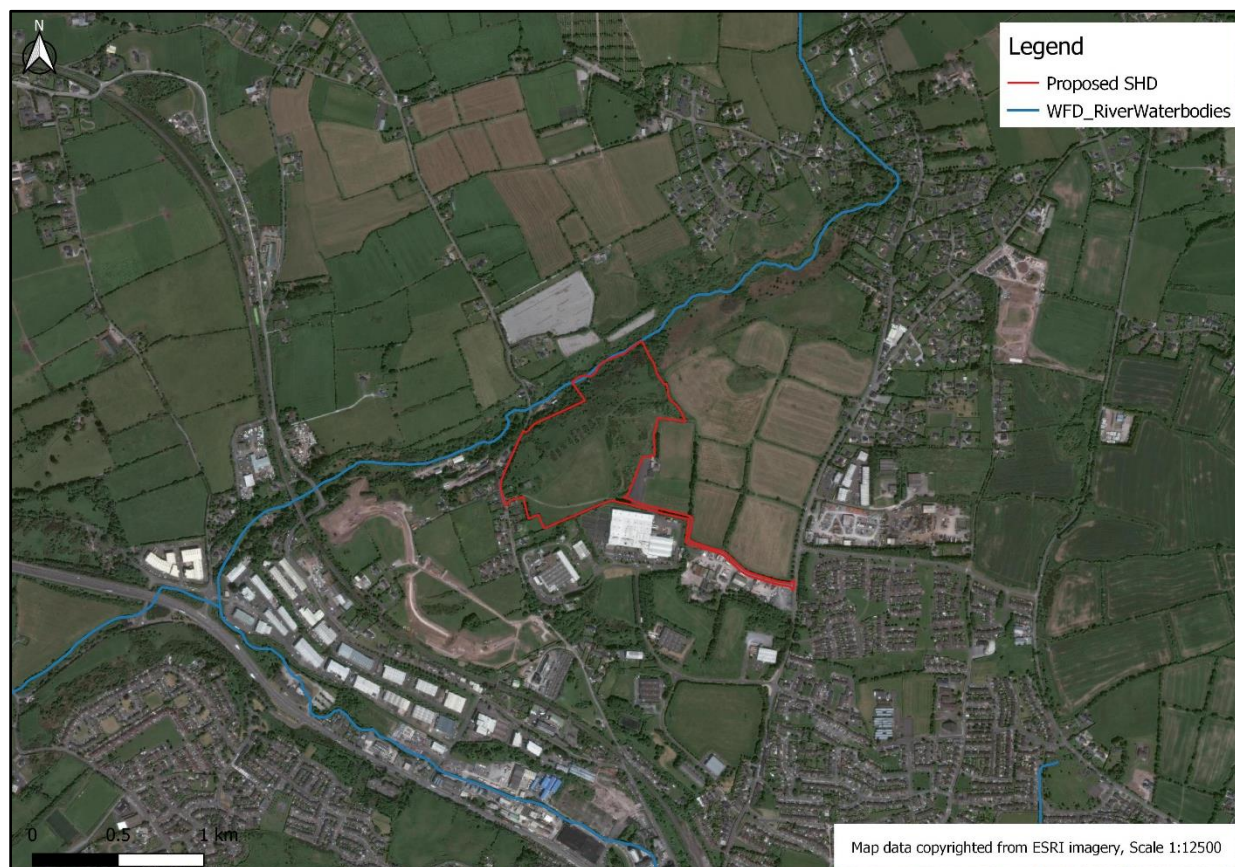 N
Legend
Proposed SHD
WFD_RiverWaterbodies
0 0.5 1 km
Map data copyrighted from ESRI imagery, Scale 1:12500